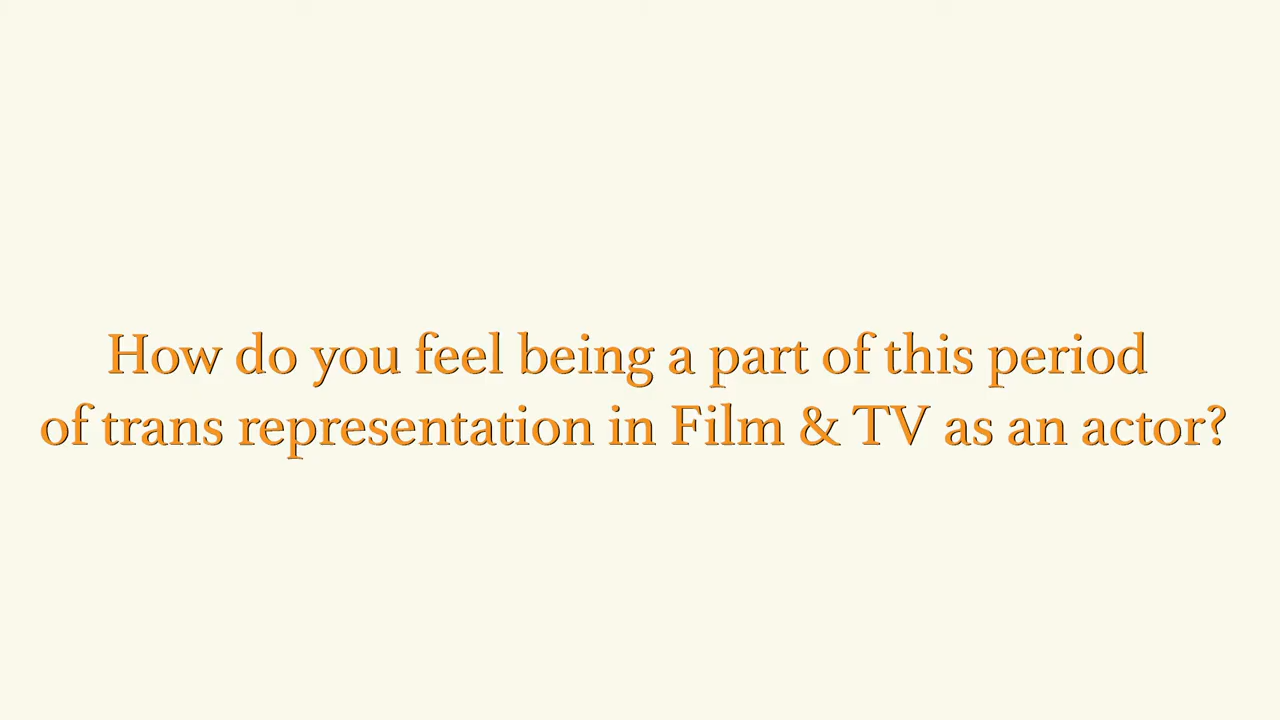 How do you feel being a part of this period
of trans representation in Film & TV as an actor?